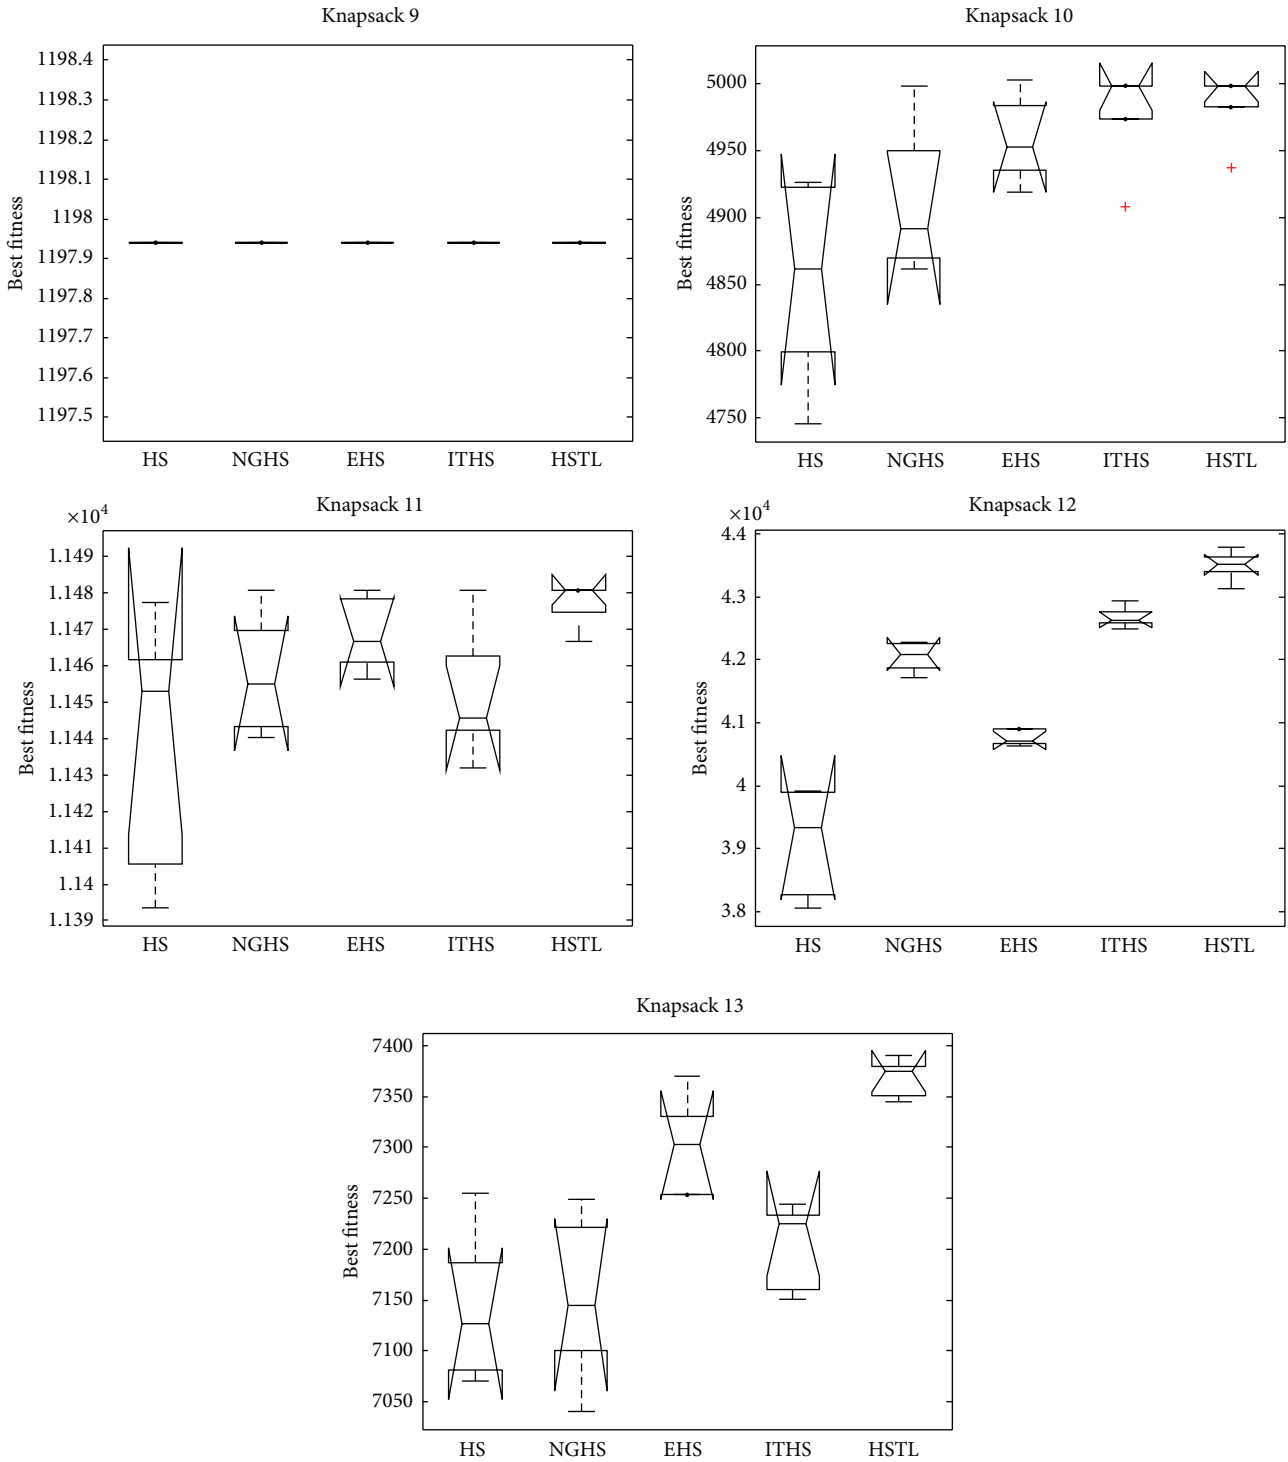 Knapsack 9
Best fitness
1198.4
1198.3
1198.2
1198.1
1198
1197.9
1197.8
1197.7
1197.6
1197.5
HS NGHS EHS ITHS HSTL
Knapsack 10
Best fitness
5000
4950
4900
4850
4800
4750
HS NGHS EHS ITHS HSTL
Knapsack 11
×10⁴
Best fitness
1.149
1.148
1.147
1.146
1.145
1.144
1.143
1.142
1.141
1.14
1.139
HS NGHS EHS ITHS HSTL
Knapsack 12
×10⁴
Best fitness
4.4
4.3
4.2
4.1
4
3.9
3.8
HS NGHS EHS ITHS HSTL
Knapsack 13
Best fitness
7400
7350
7300
7250
7200
7150
7100
7050
HS NGHS EHS ITHS HSTL